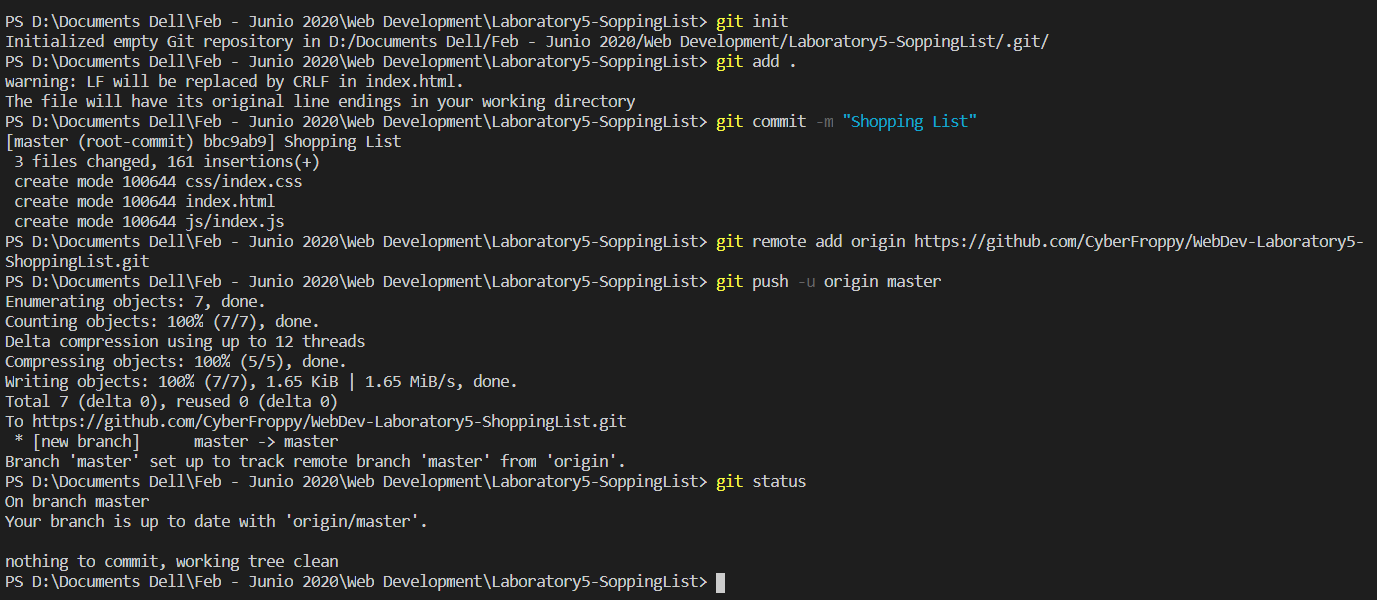 PS D:\Documents Dell\Feb - Junio 2020\Web Development\Laboratory5-SoppingList> git init
Initialized empty Git repository in D:/Documents Dell/Feb - Junio 2020/Web Development/Laboratory5-SoppingList/.git/
PS D:\Documents Dell\Feb - Junio 2020\Web Development\Laboratory5-SoppingList> git add .
warning: LF will be replaced by CRLF in index.html.
The file will have its original line endings in your working directory
PS D:\Documents Dell\Feb - Junio 2020\Web Development\Laboratory5-SoppingList> git commit -m "Shopping List"
[master (root-commit) bbc9ab9] Shopping List
 3 files changed, 161 insertions(+)
 create mode 100644 css/index.css
 create mode 100644 index.html
 create mode 100644 js/index.js
PS D:\Documents Dell\Feb - Junio 2020\Web Development\Laboratory5-SoppingList> git remote add origin https://github.com/CyberFroppy/WebDev-Laboratory5-
ShoppingList.git
PS D:\Documents Dell\Feb - Junio 2020\Web Development\Laboratory5-SoppingList> git push -u origin master
Enumerating objects: 7, done.
Counting objects: 100% (7/7), done.
Delta compression using up to 12 threads
Compressing objects: 100% (5/5), done.
Writing objects: 100% (7/7), 1.65 KiB | 1.65 MiB/s, done.
Total 7 (delta 0), reused 0 (delta 0)
To https://github.com/CyberFroppy/WebDev-Laboratory5-ShoppingList.git
 * [new branch]      master -> master
Branch 'master' set up to track remote branch 'master' from 'origin'.
PS D:\Documents Dell\Feb - Junio 2020\Web Development\Laboratory5-SoppingList> git status
On branch master
Your branch is up to date with 'origin/master'.

nothing to commit, working tree clean
PS D:\Documents Dell\Feb - Junio 2020\Web Development\Laboratory5-SoppingList>